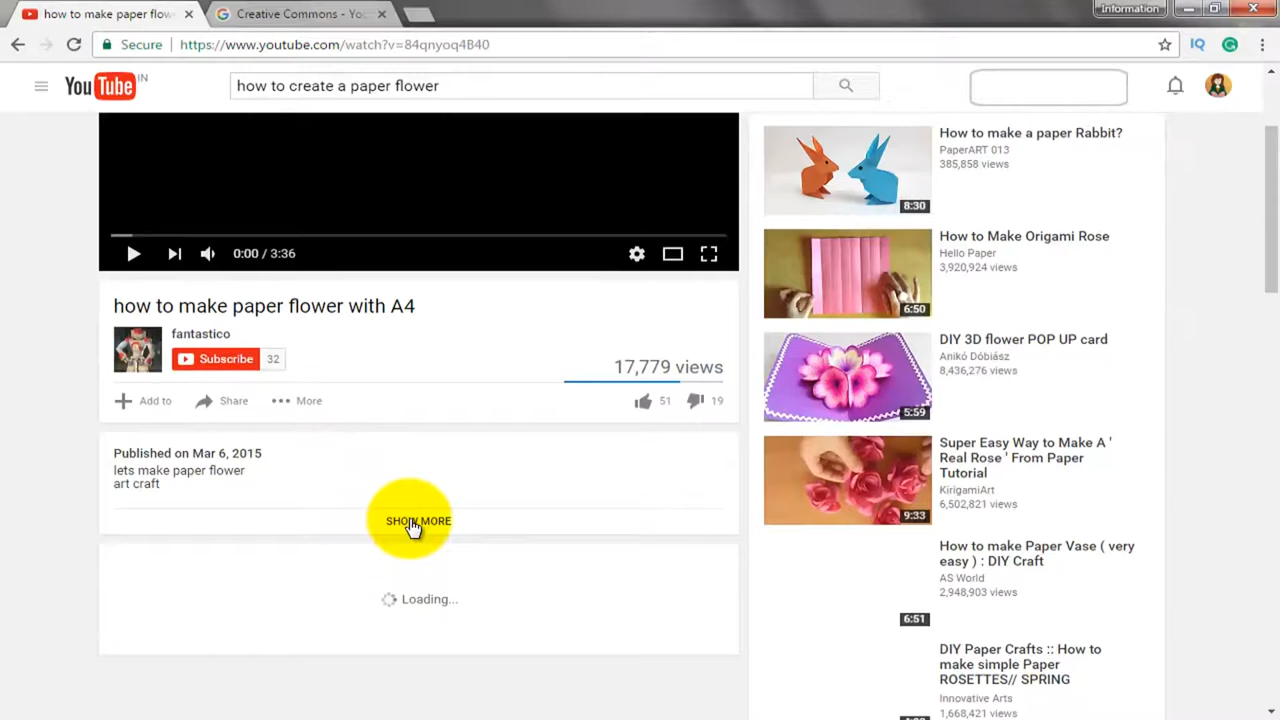 how to make paper flow
Creative Commons - You
Information
Secure
https://www.youtube.com/watch?v=84qnyoq4B40
YouTube
IN
how to create a paper flower
0:00 / 3:36
how to make paper flower with A4
fantastico
Subscribe
32
17,779 views
Add to
Share
More
51
19
Published on Mar 6, 2015
lets make paper flower
art craft
SHOW MORE
Loading...
How to make a paper Rabbit?
PaperART 013
385,858 views
8:30
How to Make Origami Rose
Hello Paper
3,920,924 views
6:50
DIY 3D flower POP UP card
Anikó Dóbiász
8,436,276 views
5:59
Super Easy Way to Make A '
Real Rose ' From Paper
Tutorial
KirigamiArt
6,502,821 views
9:33
How to make Paper Vase ( very
easy ) : DIY Craft
AS World
2,948,903 views
6:51
DIY Paper Crafts :: How to
make simple Paper
ROSETTES// SPRING
Innovative Arts
1,668,421 views